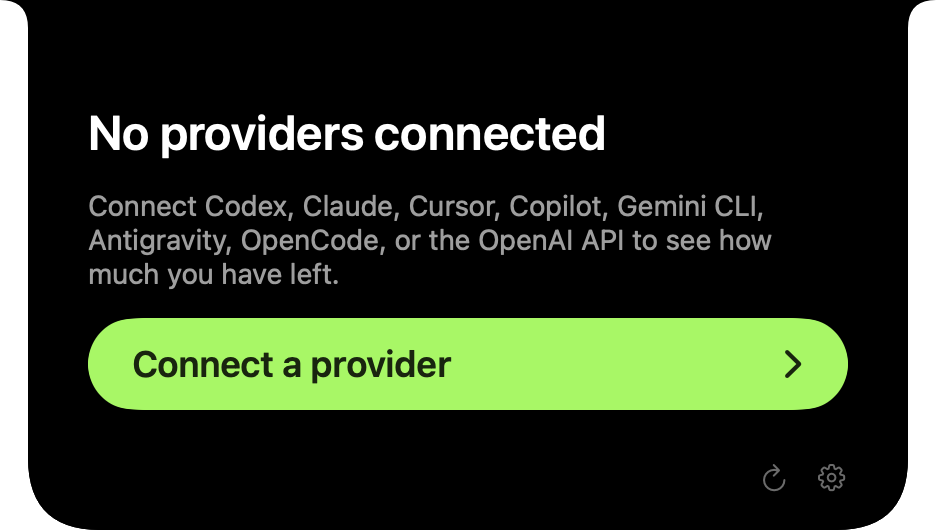 No providers connected
Connect Codex, Claude, Cursor, Copilot, Gemini CLI,
Antigravity, OpenCode, or the OpenAI API to see how
much you have left.
Connect a provider